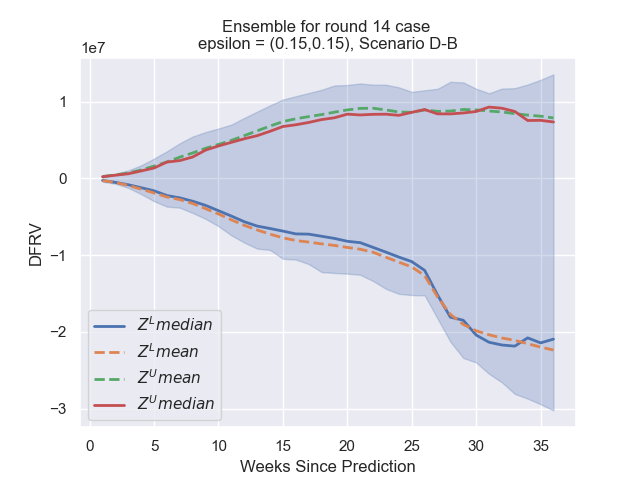 Ensemble for round 14 case
epsilon = (0.15,0.15), Scenario D-B
1e7
1
0
−1
−2
−3
DFRV
Z^L median
Z^L mean
Z^U mean
Z^U median
0 5 10 15 20 25 30 35
Weeks Since Prediction